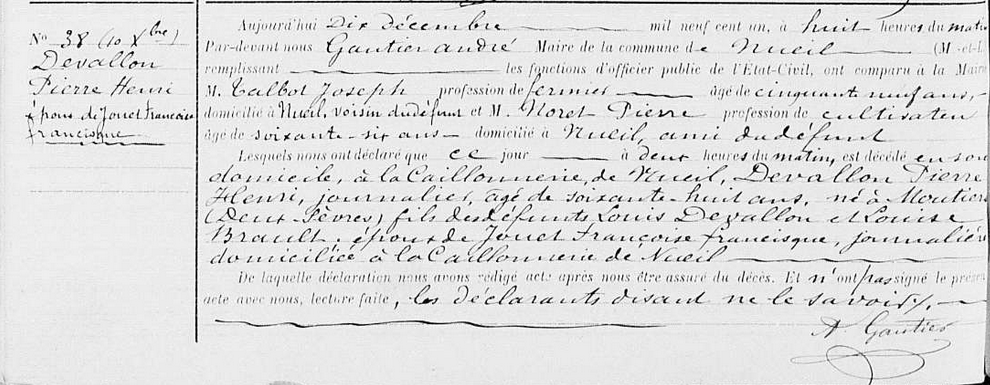 No 38 (10 Xbre)
Devallon
Pierre Henri
époux de Jouet Françoise
francisque
Aujourd'hui Dix décembre mil neuf cent un, à huit heures du matin
Par-devant nous Gautier andré Maire de la commune de Nueil (M.-et-L.
remplissant les fonctions d'officier public de l'État-Civil, ont comparu à la Mairie
M. Talbot Joseph profession de fermier âgé de cinquante neuf ans,
domicilié à Nueil, voisin du défunt et M. Noret Pierre profession de cultivateu
âgé de soixante-six ans domicilié à Nueil, ami du défunt
Lesquels nous ont déclaré que ce jour à deux heures du matin, est décédé en son
domicile, à la Caillonnerie, de Nueil, Devallon Pierre
Henri, journalier, âgé de soixante-huit ans, né à Moutiers
(Deux-Sèvres) fils des défunts Louis Devallon et Louise
Brault, époux de Jouet Françoise francisque, journalière
domiciliée à la Caillonnerie de Nueil
De laquelle déclaration nous avons rédigé acte après nous être assuré du décès. Et n'ont pas signé le présent
acte avec nous, lecture faite, les déclarants disant ne le savoir./.
A Gautier